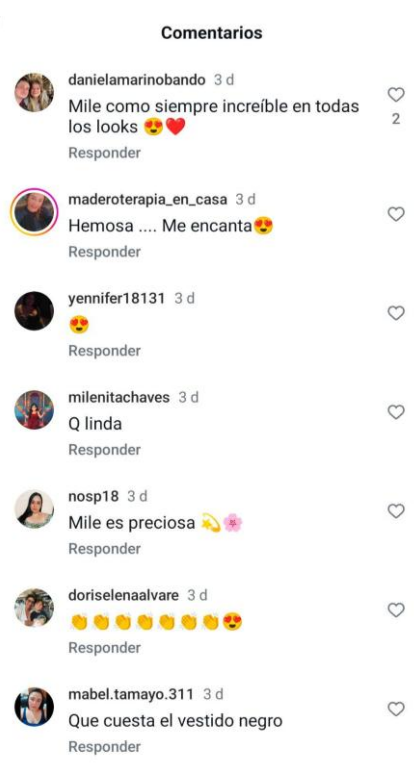 Comentarios
danielamarinobando 3 d
Mile como siempre increíble en todas
los looks 😍❤️
2
Responder
maderoterapia_en_casa 3 d
Hemosa .... Me encanta😍
Responder
yennifer18131 3 d
😍
Responder
milenitachaves 3 d
Q linda
Responder
nosp18 3 d
Mile es preciosa 💫🌸
Responder
doriselenaalvare 3 d
👏👏👏👏👏👏👏😍
Responder
mabel.tamayo.311 3 d
Que cuesta el vestido negro
Responder